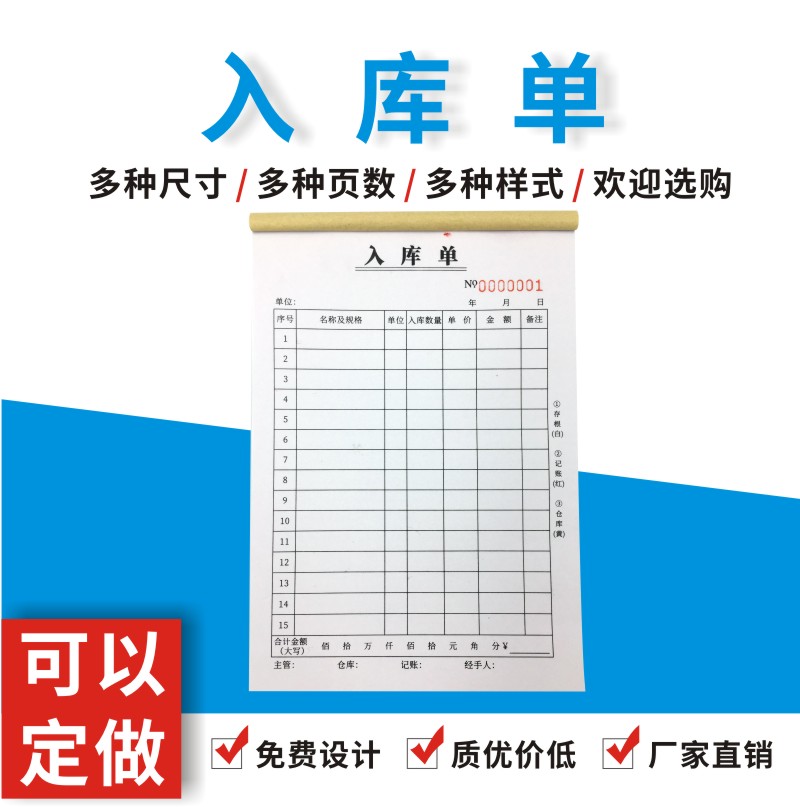 入库单
多种尺寸/多种页数/多种样式/欢迎选购
入库单
№0000001
单位: 年 月 日
序号 名称及规格 单位 入库数量 单价 金额 备注
1
2
3
4
5
6
7
8
9
10
11
12
13
14
15
合计金额(大写) 佰 拾 万 仟 佰 拾 元 角 分¥
主管: 仓库: 记账: 经手人:
①存根(白)
②记账(红)
③仓库(黄)
可以
定做
免费设计 质优价低 厂家直销